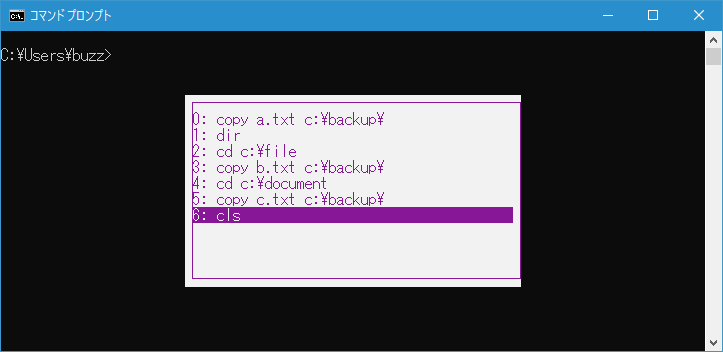 コマンドプロンプト
C:¥Users¥buzz>
0: copy a.txt c:¥backup¥
1: dir
2: cd c:¥file
3: copy b.txt c:¥backup¥
4: cd c:¥document
5: copy c.txt c:¥backup¥
6: cls